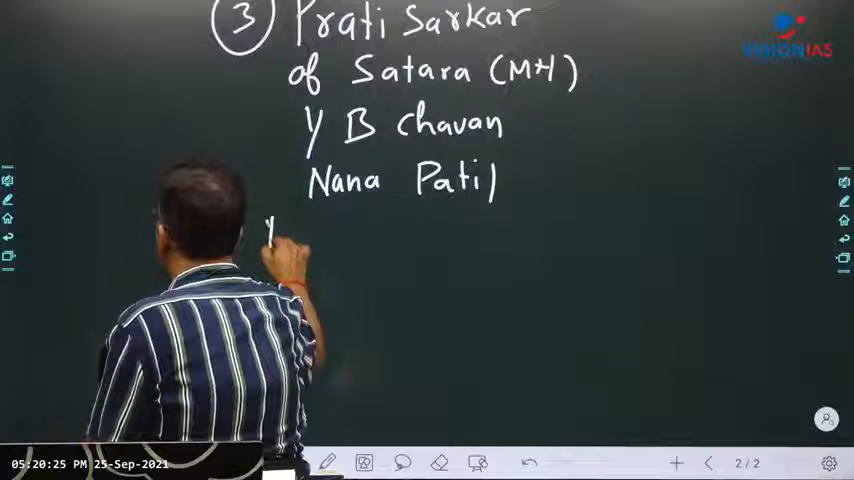 ③ Prati Sarkar
of Satara (MH)
Y B Chavan
Nana Patil
VISIONIAS
05:20:25 PM 25-Sep-2021
2/2